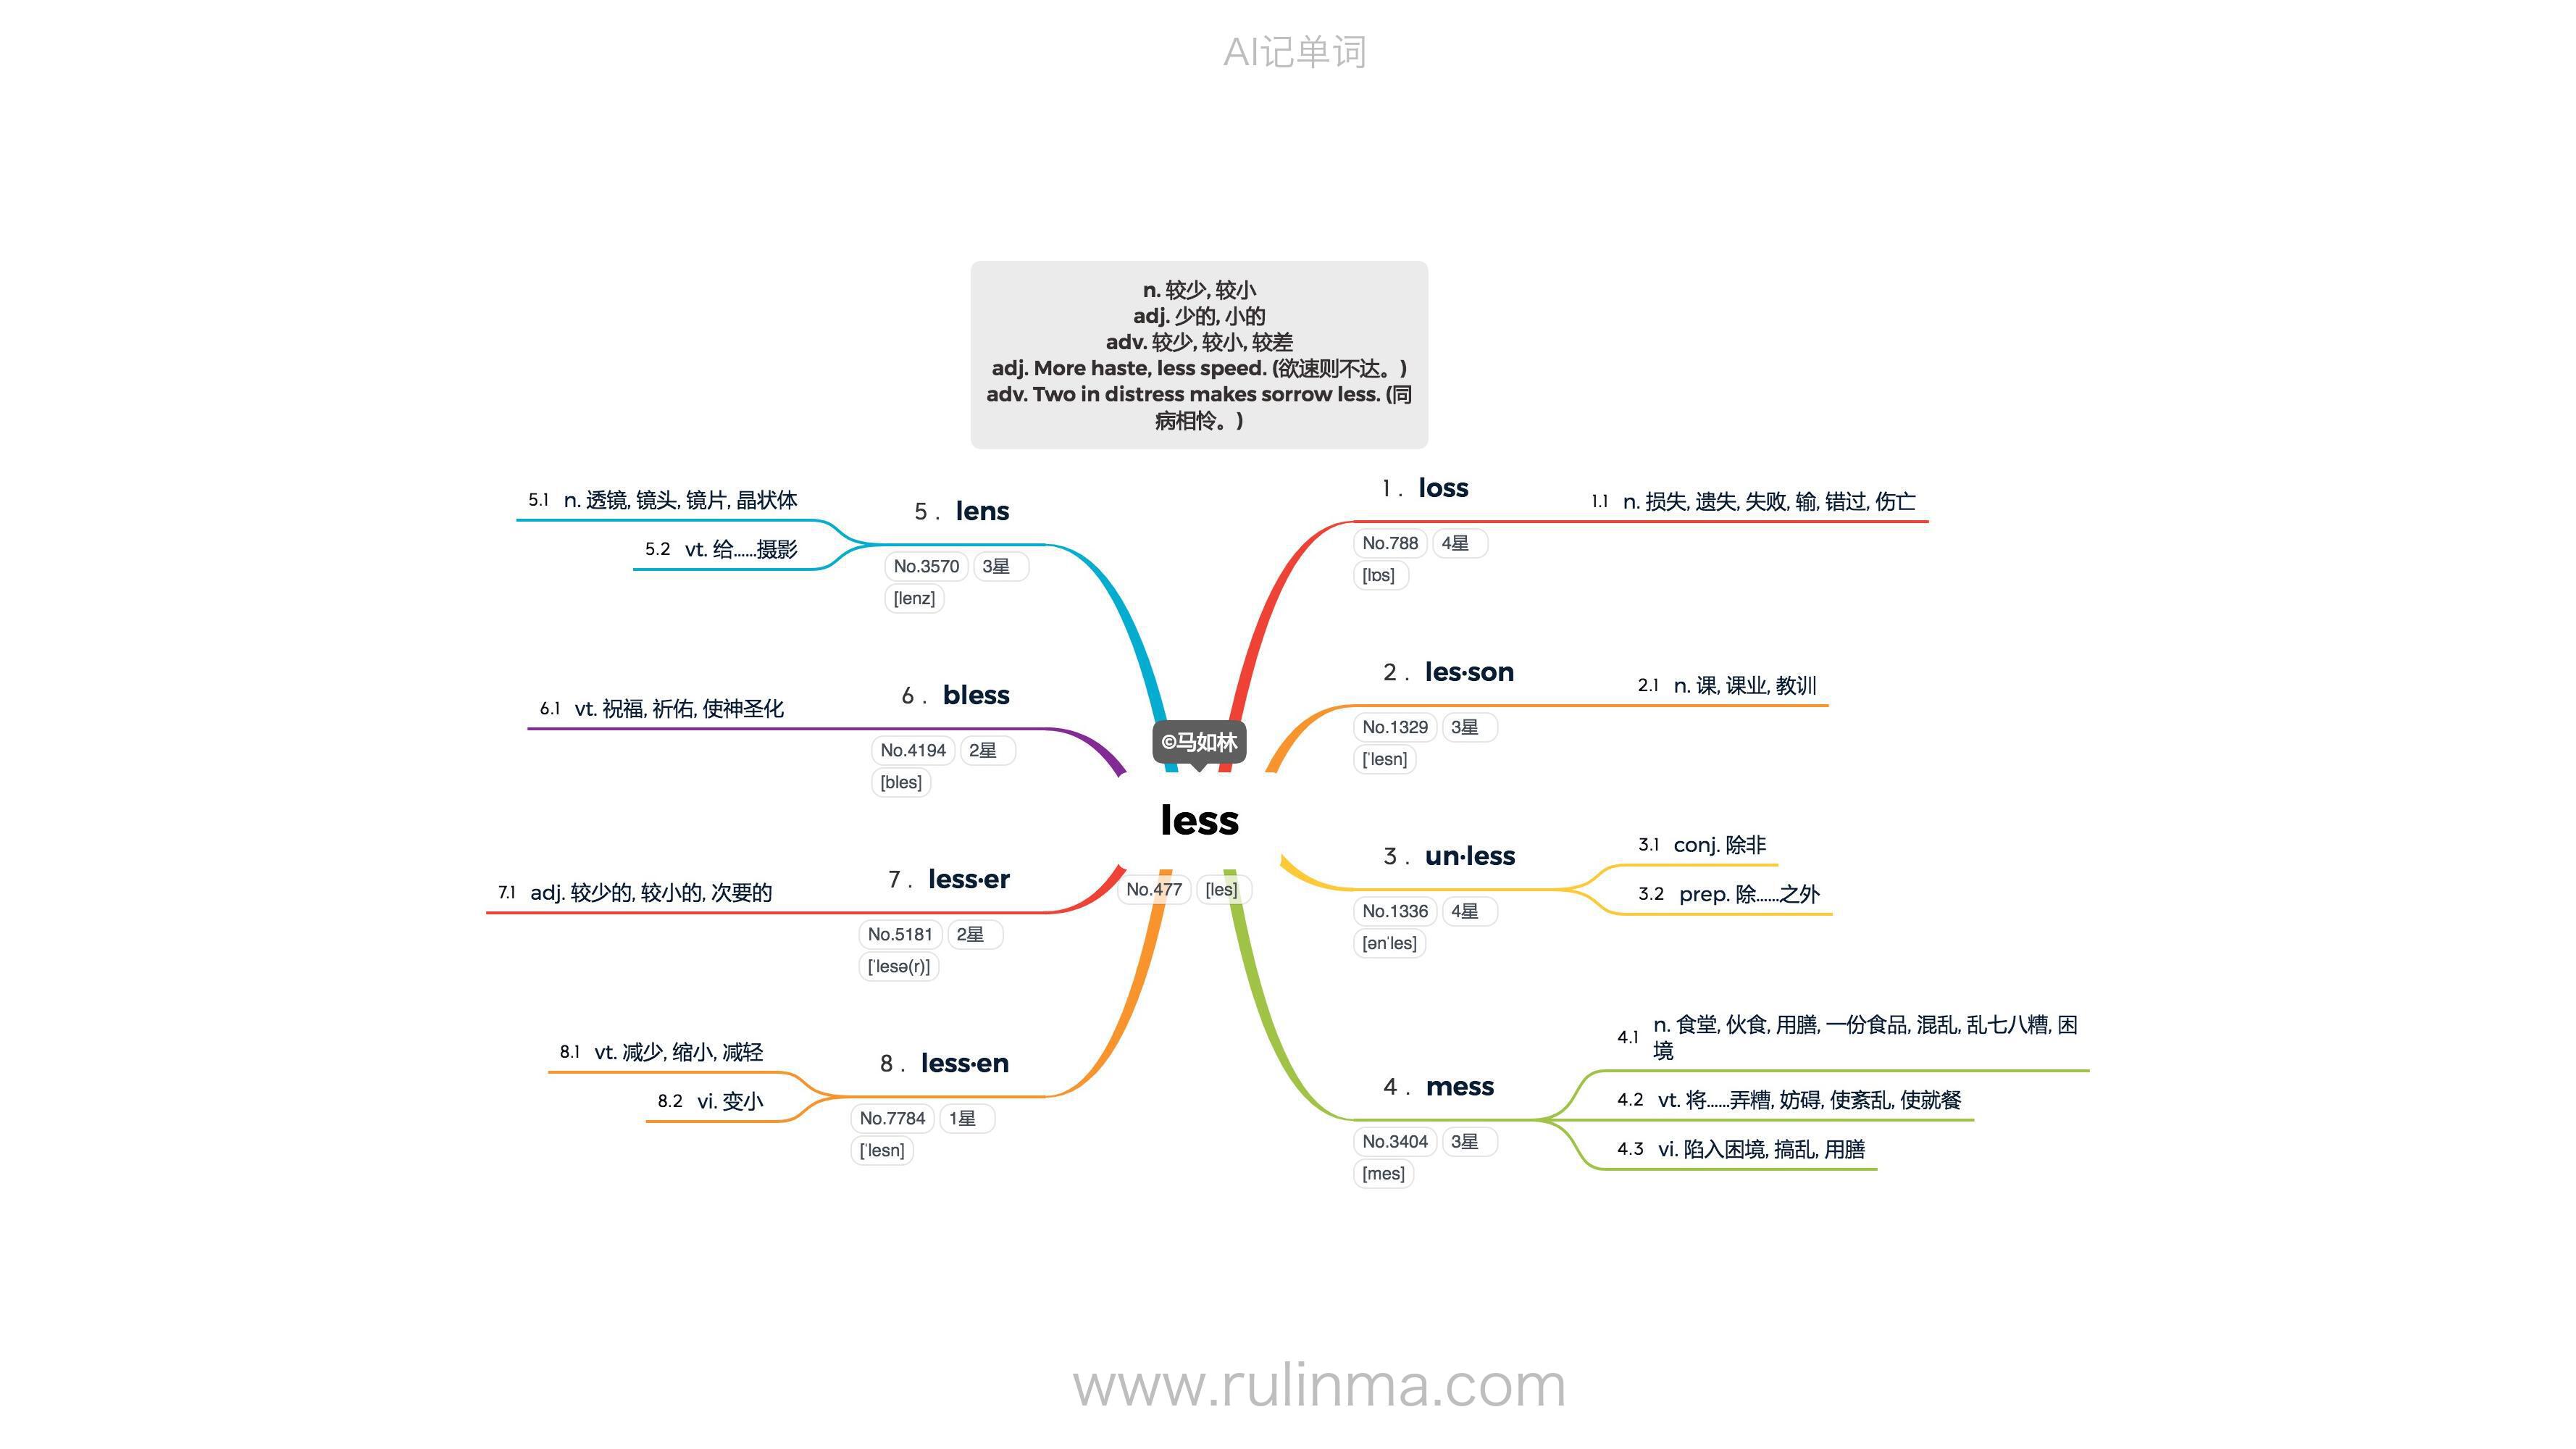 AI记单词
n. 较少, 较小
adj. 少的, 小的
adv. 较少, 较小, 较差
adj. More haste, less speed. (欲速则不达。)
adv. Two in distress makes sorrow less. (同
病相怜。)
©马如林
less
No.477 [les]
1 . loss
No.788 4星
[lɒs]
1.1 n. 损失, 遗失, 失败, 输, 错过, 伤亡
2 . les·son
No.1329 3星
[ˈlesn]
2.1 n. 课, 课业, 教训
3 . un·less
No.1336 4星
[ənˈles]
3.1 conj. 除非
3.2 prep. 除……之外
4 . mess
No.3404 3星
[mes]
4.1 n. 食堂, 伙食, 用膳, 一份食品, 混乱, 乱七八糟, 困
境
4.2 vt. 将……弄糟, 妨碍, 使紊乱, 使就餐
4.3 vi. 陷入困境, 搞乱, 用膳
5 . lens
No.3570 3星
[lenz]
5.1 n. 透镜, 镜头, 镜片, 晶状体
5.2 vt. 给……摄影
6 . bless
No.4194 2星
[bles]
6.1 vt. 祝福, 祈佑, 使神圣化
7 . less·er
No.5181 2星
[ˈlesə(r)]
7.1 adj. 较少的, 较小的, 次要的
8 . less·en
No.7784 1星
[ˈlesn]
8.1 vt. 减少, 缩小, 减轻
8.2 vi. 变小
www.rulinma.com